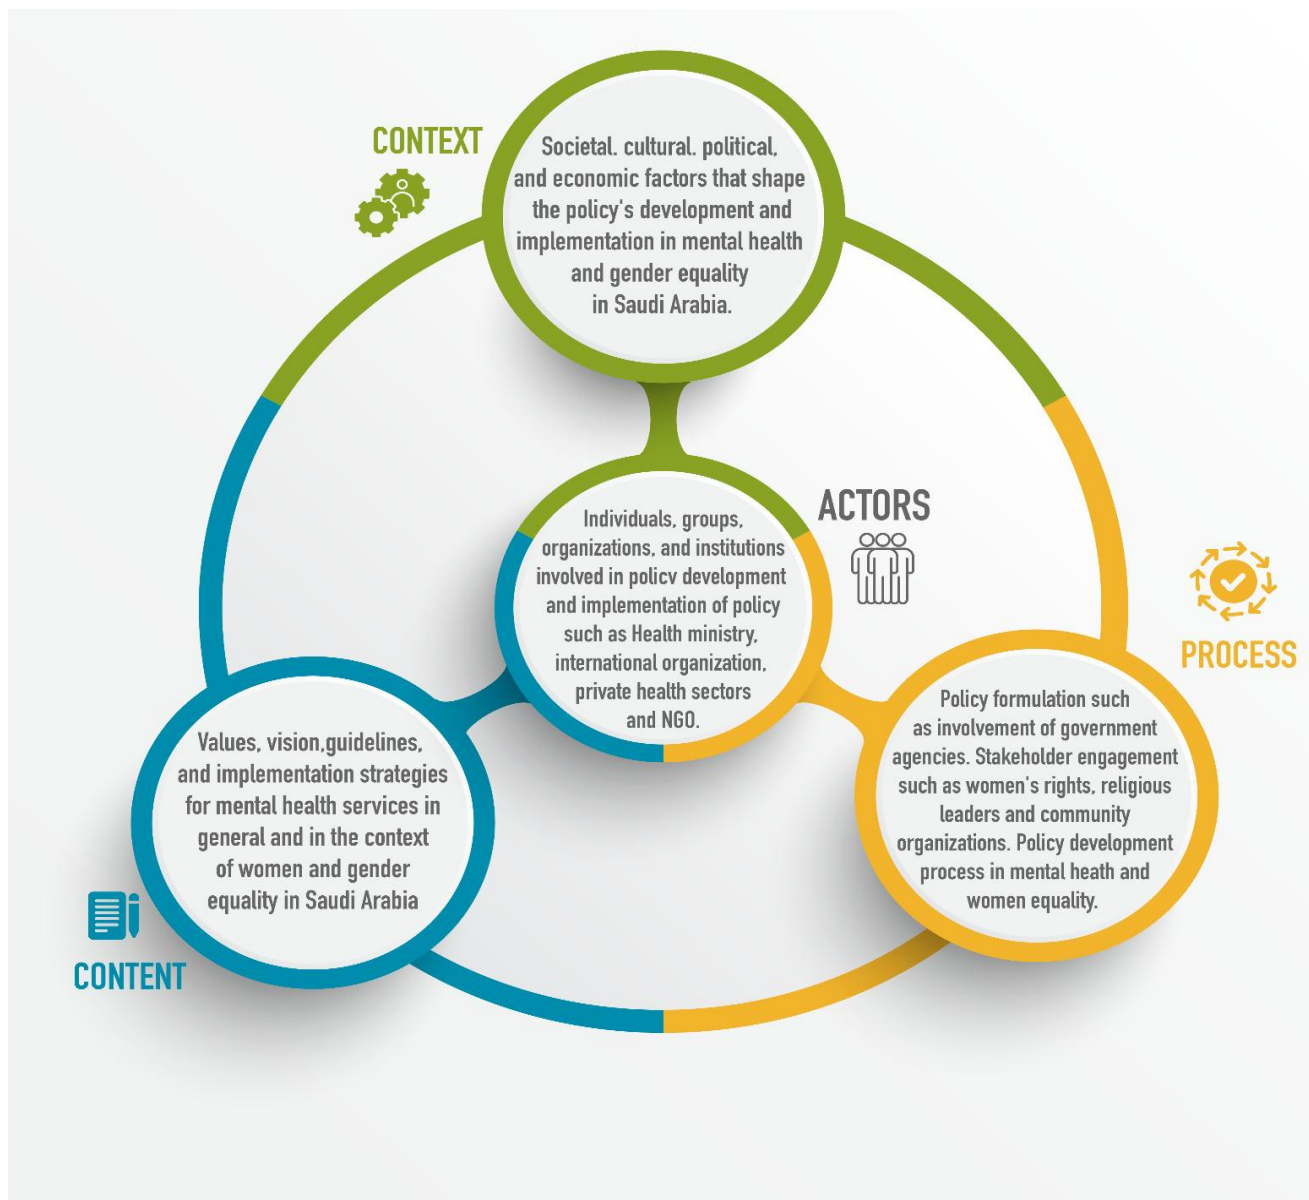 CONTEXT
Societal. cultural. political,
and economic factors that shape
the policy's development and
implementation in mental health
and gender equality
in Saudi Arabia.
ACTORS
Individuals, groups,
organizations, and institutions
involved in policv development
and implementation of policy
such as Health ministry,
international organization,
private health sectors
and NGO.
PROCESS
Policy formulation such
as involvement of government
agencies. Stakeholder engagement
such as women's rights, religious
leaders and community
organizations. Policy development
process in mental heath and
women equality.
Values, vision,guidelines,
and implementation strategies
for mental health services in
general and in the context
of women and gender
equality in Saudi Arabia
CONTENT